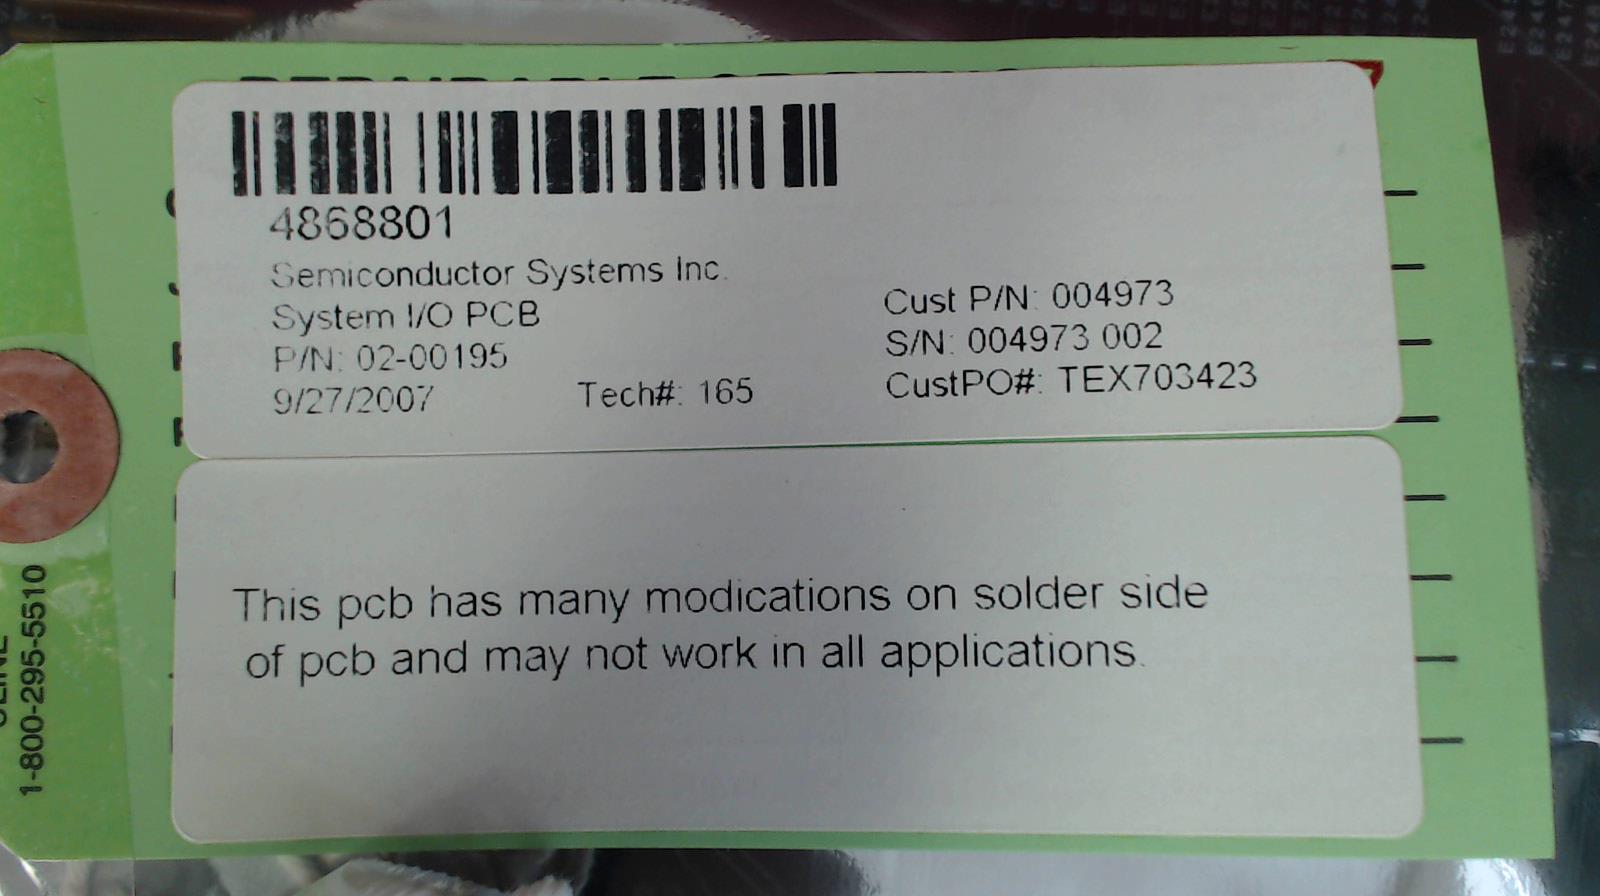 4868801
Semiconductor Systems Inc.
System I/O PCB
P/N: 02-00195
9/27/2007 Tech#: 165
Cust P/N: 004973
S/N: 004973 002
CustPO#: TEX703423
This pcb has many modications on solder side
of pcb and may not work in all applications.
1-800-295-5510